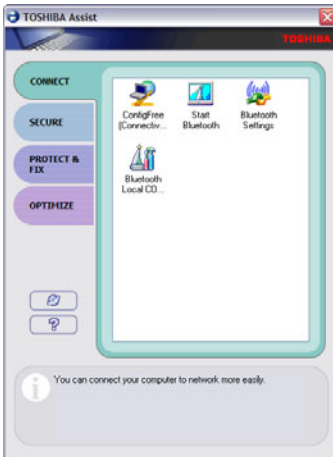 TOSHIBA Assist
TOSHIBA
CONNECT
SECURE
PROTECT &
FIX
OPTIMIZE
ConfigFree
(Connectiv...
Start
Bluetooth
Bluetooth
Settings
Bluetooth
Local CO...
You can connect your computer to network more easily.